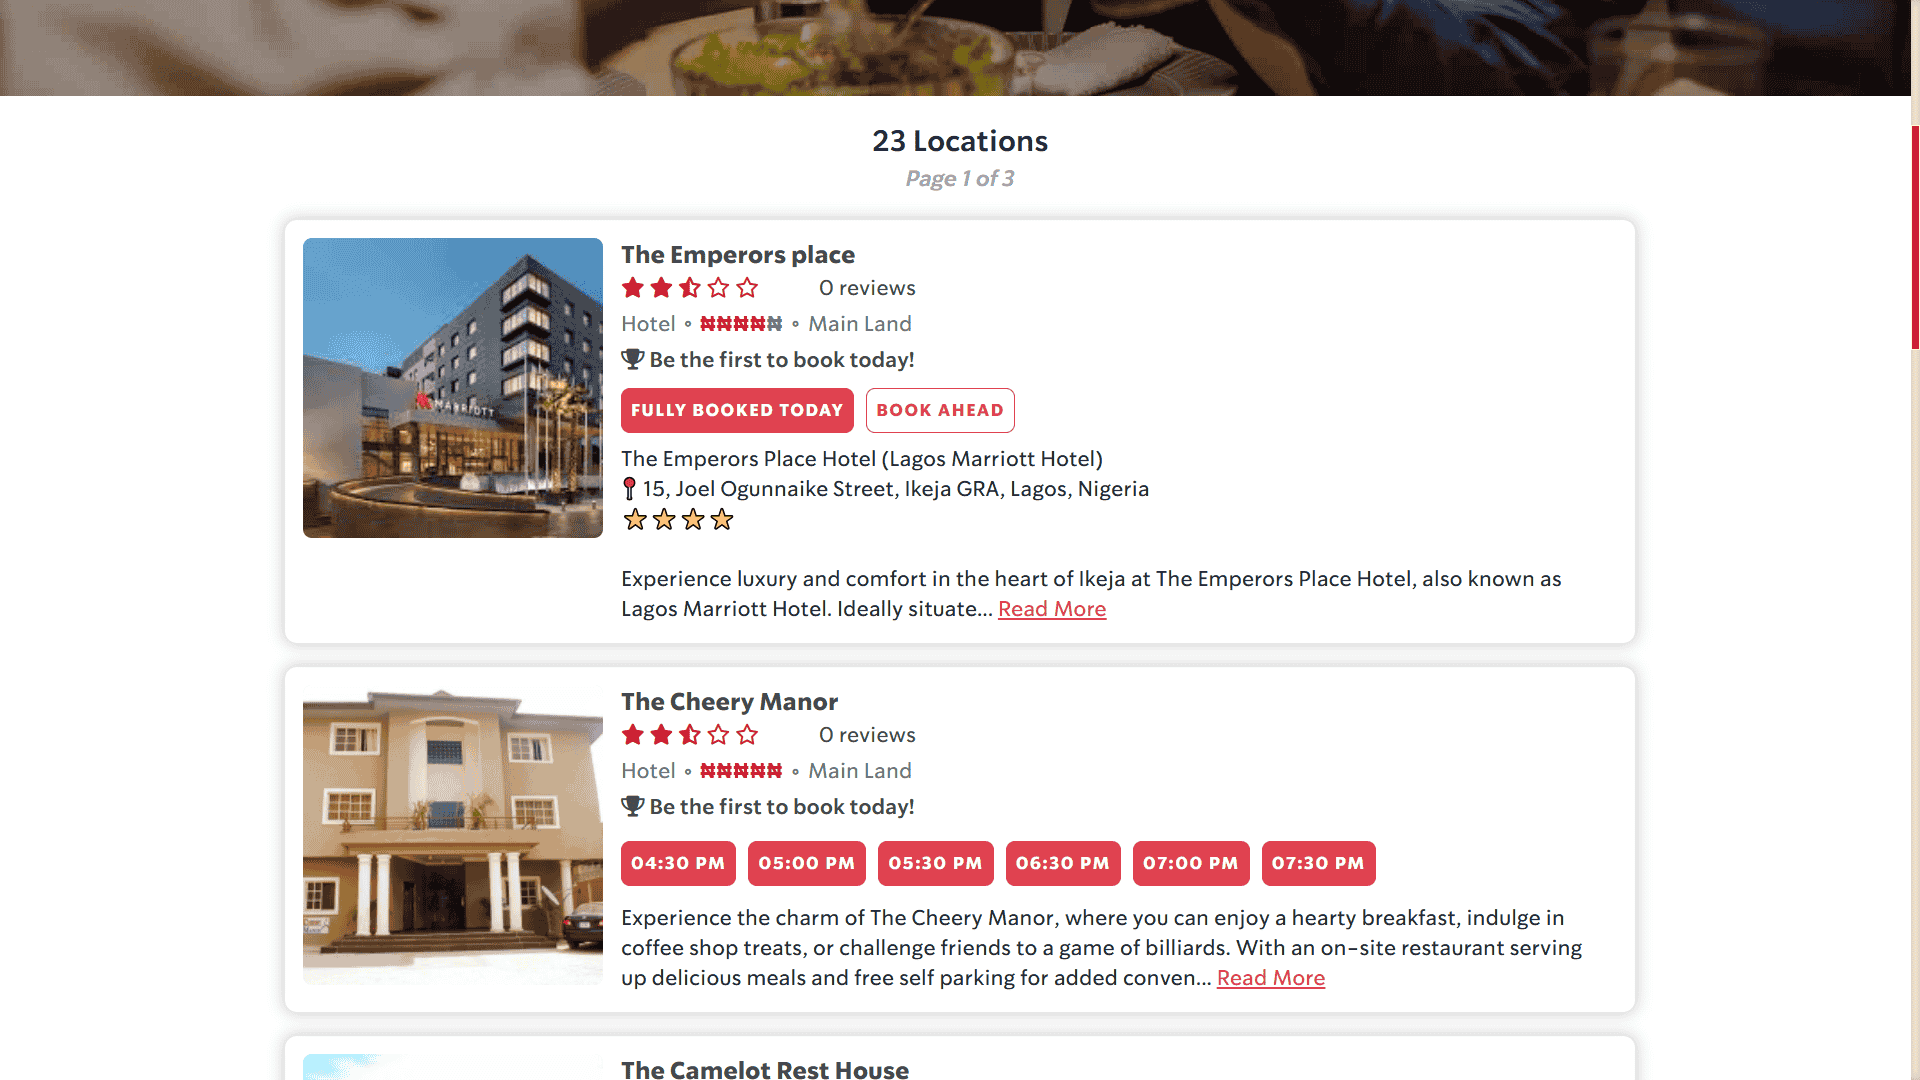 23 Locations
Page 1 of 3
The Emperors place
0 reviews
Hotel ∘ ₦₦₦₦₦ ∘ Main Land
Be the first to book today!
FULLY BOOKED TODAY BOOK AHEAD
The Emperors Place Hotel (Lagos Marriott Hotel)
📍15, Joel Ogunnaike Street, Ikeja GRA, Lagos, Nigeria
Experience luxury and comfort in the heart of Ikeja at The Emperors Place Hotel, also known as
Lagos Marriott Hotel. Ideally situate... Read More
MARRIOTT
The Cheery Manor
0 reviews
Hotel ∘ ₦₦₦₦₦ ∘ Main Land
Be the first to book today!
04:30 PM 05:00 PM 05:30 PM 06:30 PM 07:00 PM 07:30 PM
Experience the charm of The Cheery Manor, where you can enjoy a hearty breakfast, indulge in
coffee shop treats, or challenge friends to a game of billiards. With an on-site restaurant serving
up delicious meals and free self parking for added conven... Read More
The Camelot Rest House